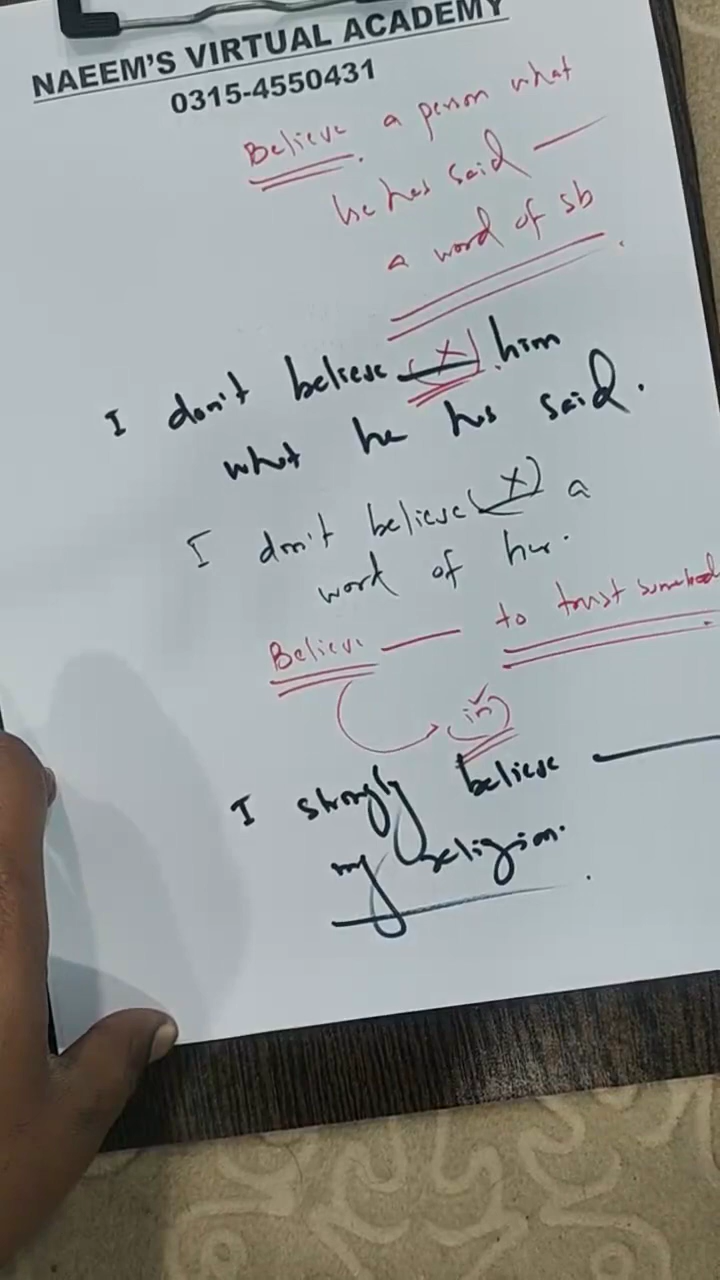 NAEEM'S VIRTUAL ACADEMY
0315-4550431
Believe a person what
he has said —
a word of sb
I don't believe (X) him
what he has said.
I don't believe (X) a
word of her.
Believe — to trust somebod
in
I strongly believe —
my religion.